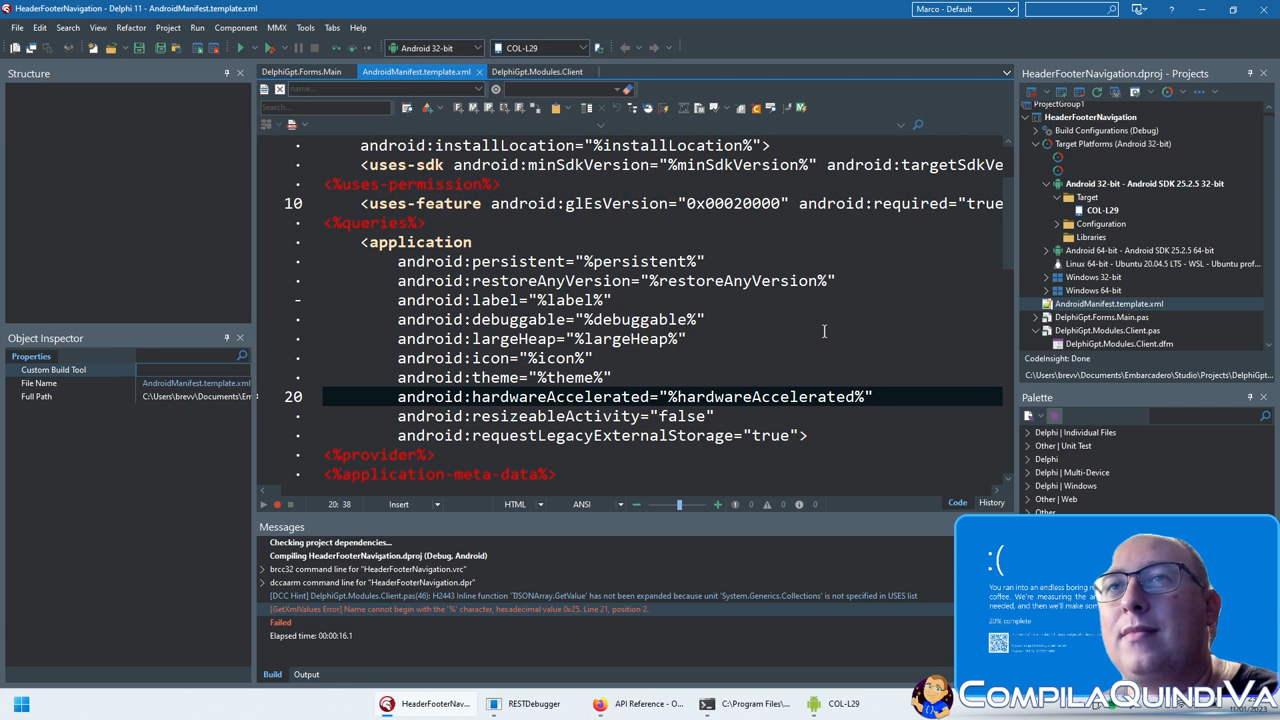 HeaderFooterNavigation - Delphi 11 - AndroidManifest.template.xml
Marco - Default
File Edit Search View Refactor Project Run Component MMX Tools Tabs Help
Android 32-bit
COL-L29
Structure
DelphiGpt.Forms.Main
AndroidManifest.template.xml
DelphiGpt.Modules.Client
name...
Search...
android:installLocation="%installLocation%">
<uses-sdk android:minSdkVersion="%minSdkVersion%" android:targetSdkVe
<%uses-permission%>
10 <uses-feature android:glEsVersion="0x00020000" android:required="true
<%queries%>
<application
android:persistent="%persistent%"
android:restoreAnyVersion="%restoreAnyVersion%"
android:label="%label%"
android:debuggable="%debuggable%"
android:largeHeap="%largeHeap%"
android:icon="%icon%"
android:theme="%theme%"
20 android:hardwareAccelerated="%hardwareAccelerated%"
android:resizeableActivity="false"
android:requestLegacyExternalStorage="true">
<%provider%>
<%application-meta-data%>
20: 38
Insert
HTML
ANSI
0 0 0
Code
History
Object Inspector
Properties
Custom Build Tool
File Name AndroidManifest.template.xml
Full Path C:\Users\brevv\Documents\Embarc
Messages
Checking project dependencies...
Compiling HeaderFooterNavigation.dproj (Debug, Android)
brcc32 command line for "HeaderFooterNavigation.vrc"
dccaarm command line for "HeaderFooterNavigation.dpr"
[DCC Hint] DelphiGpt.Modules.Client.pas(46): H2443 Inline function 'TJSONArray.GetValue' has not been expanded because unit 'System.Generics.Collections' is not specified in USES list
[GetXmlValues Error] Name cannot begin with the '%' character, hexadecimal value 0x25. Line 21, position 2.
Failed
Elapsed time: 00:00:16.1
Build
Output
HeaderFooterNavigation.dproj - Projects
ProjectGroup1
HeaderFooterNavigation
Build Configurations (Debug)
Target Platforms (Android 32-bit)
Android 32-bit - Android SDK 25.2.5 32-bit
Target
COL-L29
Configuration
Libraries
Android 64-bit - Android SDK 25.2.5 64-bit
Linux 64-bit - Ubuntu 20.04.5 LTS - WSL - Ubuntu prof...
Windows 32-bit
Windows 64-bit
AndroidManifest.template.xml
DelphiGpt.Forms.Main.pas
DelphiGpt.Modules.Client.pas
DelphiGpt.Modules.Client.dfm
CodeInsight: Done
C:\Users\brevv\Documents\Embarcadero\Studio\Projects\DelphiGpt...
Palette
Delphi | Individual Files
Other | Unit Test
Delphi
Delphi | Multi-Device
Delphi | Windows
Other | Web
Other
:(
You ran into an endless boring
coffee. We're measuring the
needed, and then we'll make
20% complete
HeaderFooterNav...
RESTDebugger
API Reference - O...
C:\Program Files\...
COL-L29
COMPILAQUINDIVA
11/01/2023